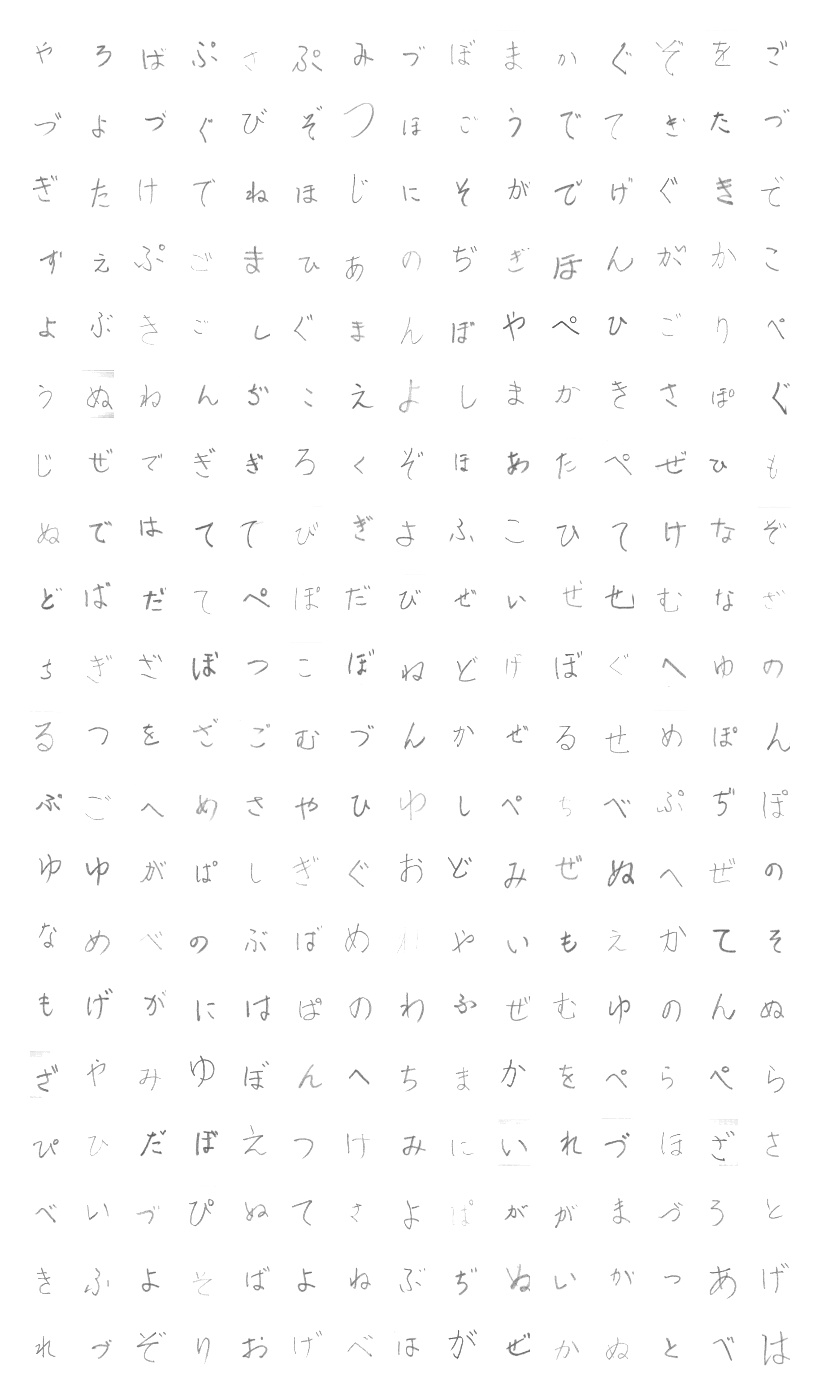 やろばぷさぷみづぼまかぐぞをご
づよづぐびぞつほごうでてぎたづ
ぎたけでねほじにそがでげぐきで
ずえぷごまひあのぢぎほんがかこ
よぶきごしぐまんぼやぺひごりぺ
うぬねんぢこえよしまかきさぽぐ
じぜでぎぎろくぞほあたぺぜひも
ぬではててびぎよふこひてけなぞ
どばだてぺぽだびぜいぜせむなざ
ちぎざぼつこぼねどげぼぐへゆの
るつをざごむづんかぜるせめぽん
ぷごへめさやひわしぺちべぷぢぽ
ゆゆがぱしぎぐおどみぜぬへぜの
なめべのぶばめれやいもえかてそ
もげがにはぱのわふぜむゆのんぬ
ざやみゆぼんへちまかをぺらぺら
ぴひだぼえつけみにいれづほざさ
べいづぴぬてさよぱががまづろと
きふよそばよねぶぢぬいがつあげ
れづぞりおげべほがぜかぬとべは